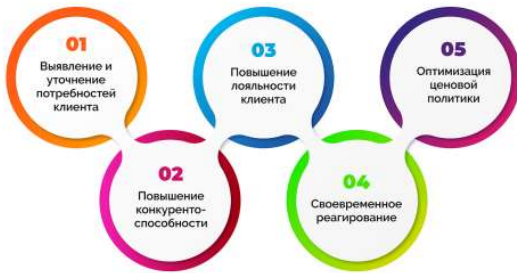 01
Выявление и
уточнение
потребностей
клиента
02
Повышение
конкуренто-
способности
03
Повышение
лояльности
клиента
04
Своевременное
реагирование
05
Оптимизация
ценовой
политики